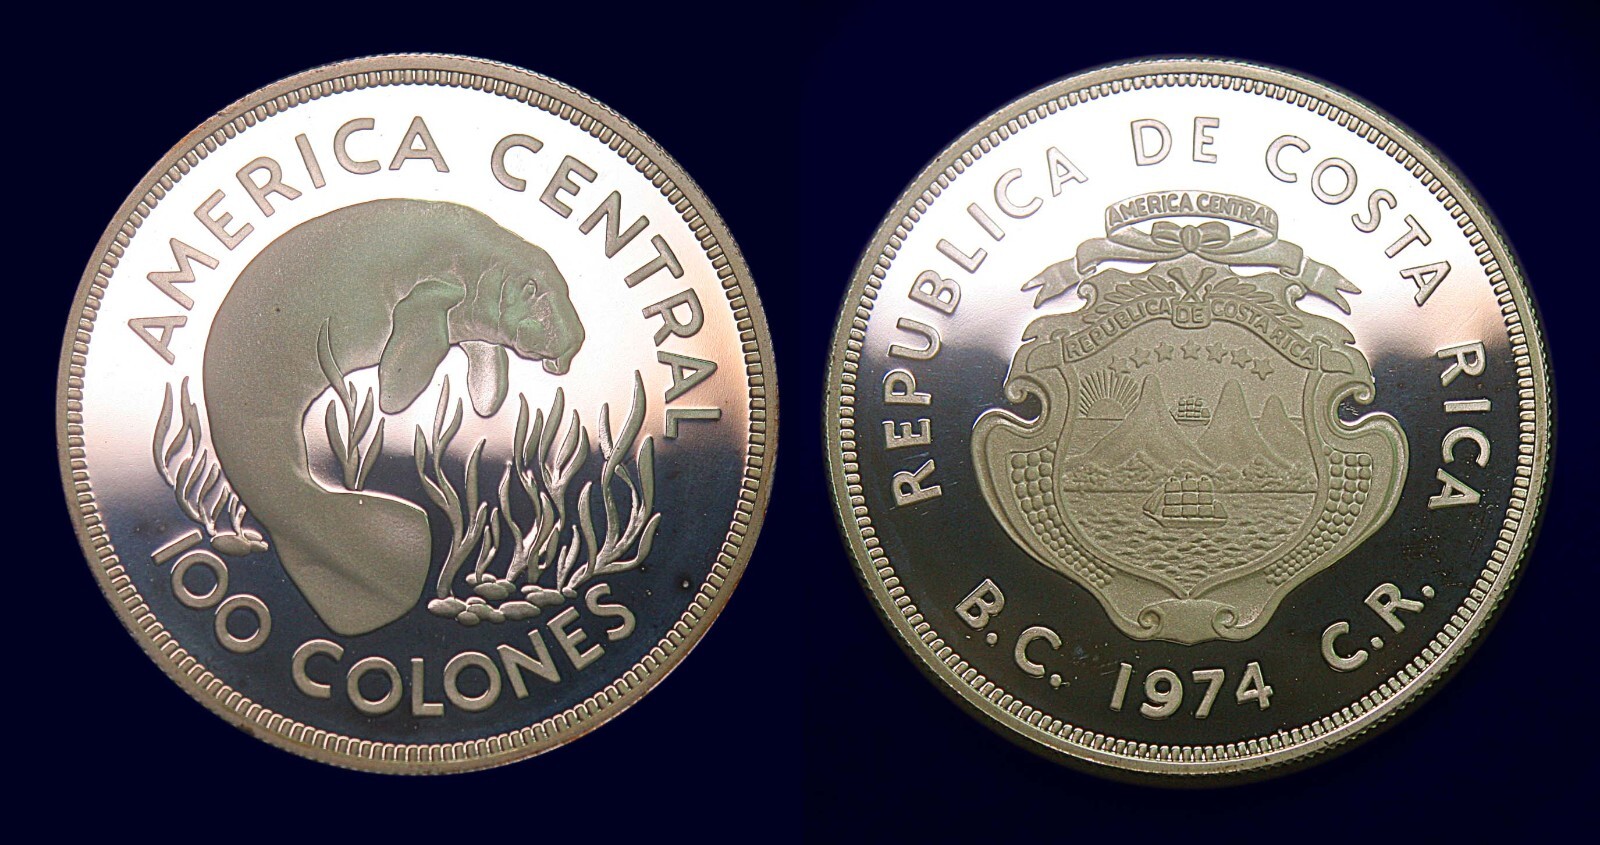 AMERICA CENTRAL
100 COLONES
REPUBLICA DE COSTA RICA
AMERICA CENTRAL
REPUBLICA DE COSTA RICA
B.C. 1974 C.R.